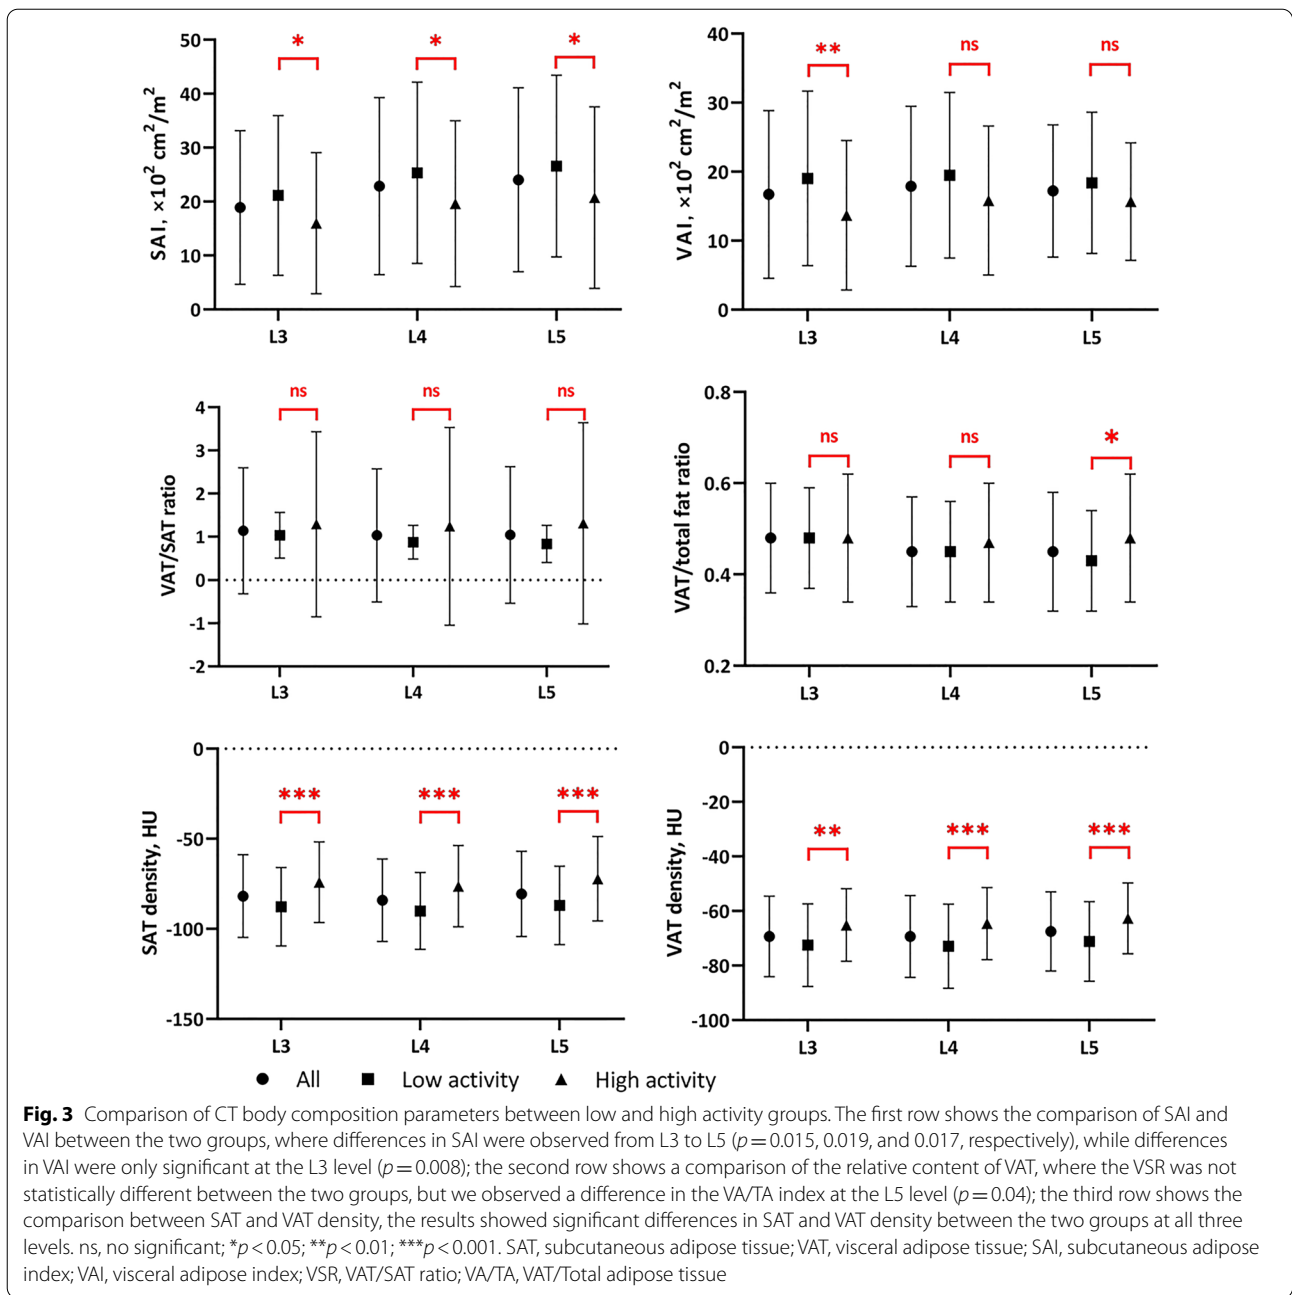 50
40
30
20
10
0
SAI, ×10² cm²/m²
*
*
*
L3
L4
L5
40
30
20
10
0
VAI, ×10² cm²/m²
**
ns
ns
L3
L4
L5
4
3
2
1
0
-1
-2
VAT/SAT ratio
ns
ns
ns
L3
L4
L5
0.8
0.6
0.4
0.2
VAT/total fat ratio
ns
ns
*
L3
L4
L5
0
-50
-100
-150
SAT density, HU
***
***
***
L3
L4
L5
0
-20
-40
-60
-80
-100
VAT density, HU
**
***
***
L3
L4
L5
All Low activity High activity
Fig. 3 Comparison of CT body composition parameters between low and high activity groups. The first row shows the comparison of SAI and
VAI between the two groups, where differences in SAI were observed from L3 to L5 (p = 0.015, 0.019, and 0.017, respectively), while differences
in VAI were only significant at the L3 level (p = 0.008); the second row shows a comparison of the relative content of VAT, where the VSR was not
statistically different between the two groups, but we observed a difference in the VA/TA index at the L5 level (p = 0.04); the third row shows the
comparison between SAT and VAT density, the results showed significant differences in SAT and VAT density between the two groups at all three
levels. ns, no significant; *p < 0.05; **p < 0.01; ***p < 0.001. SAT, subcutaneous adipose tissue; VAT, visceral adipose tissue; SAI, subcutaneous adipose
index; VAI, visceral adipose index; VSR, VAT/SAT ratio; VA/TA, VAT/Total adipose tissue